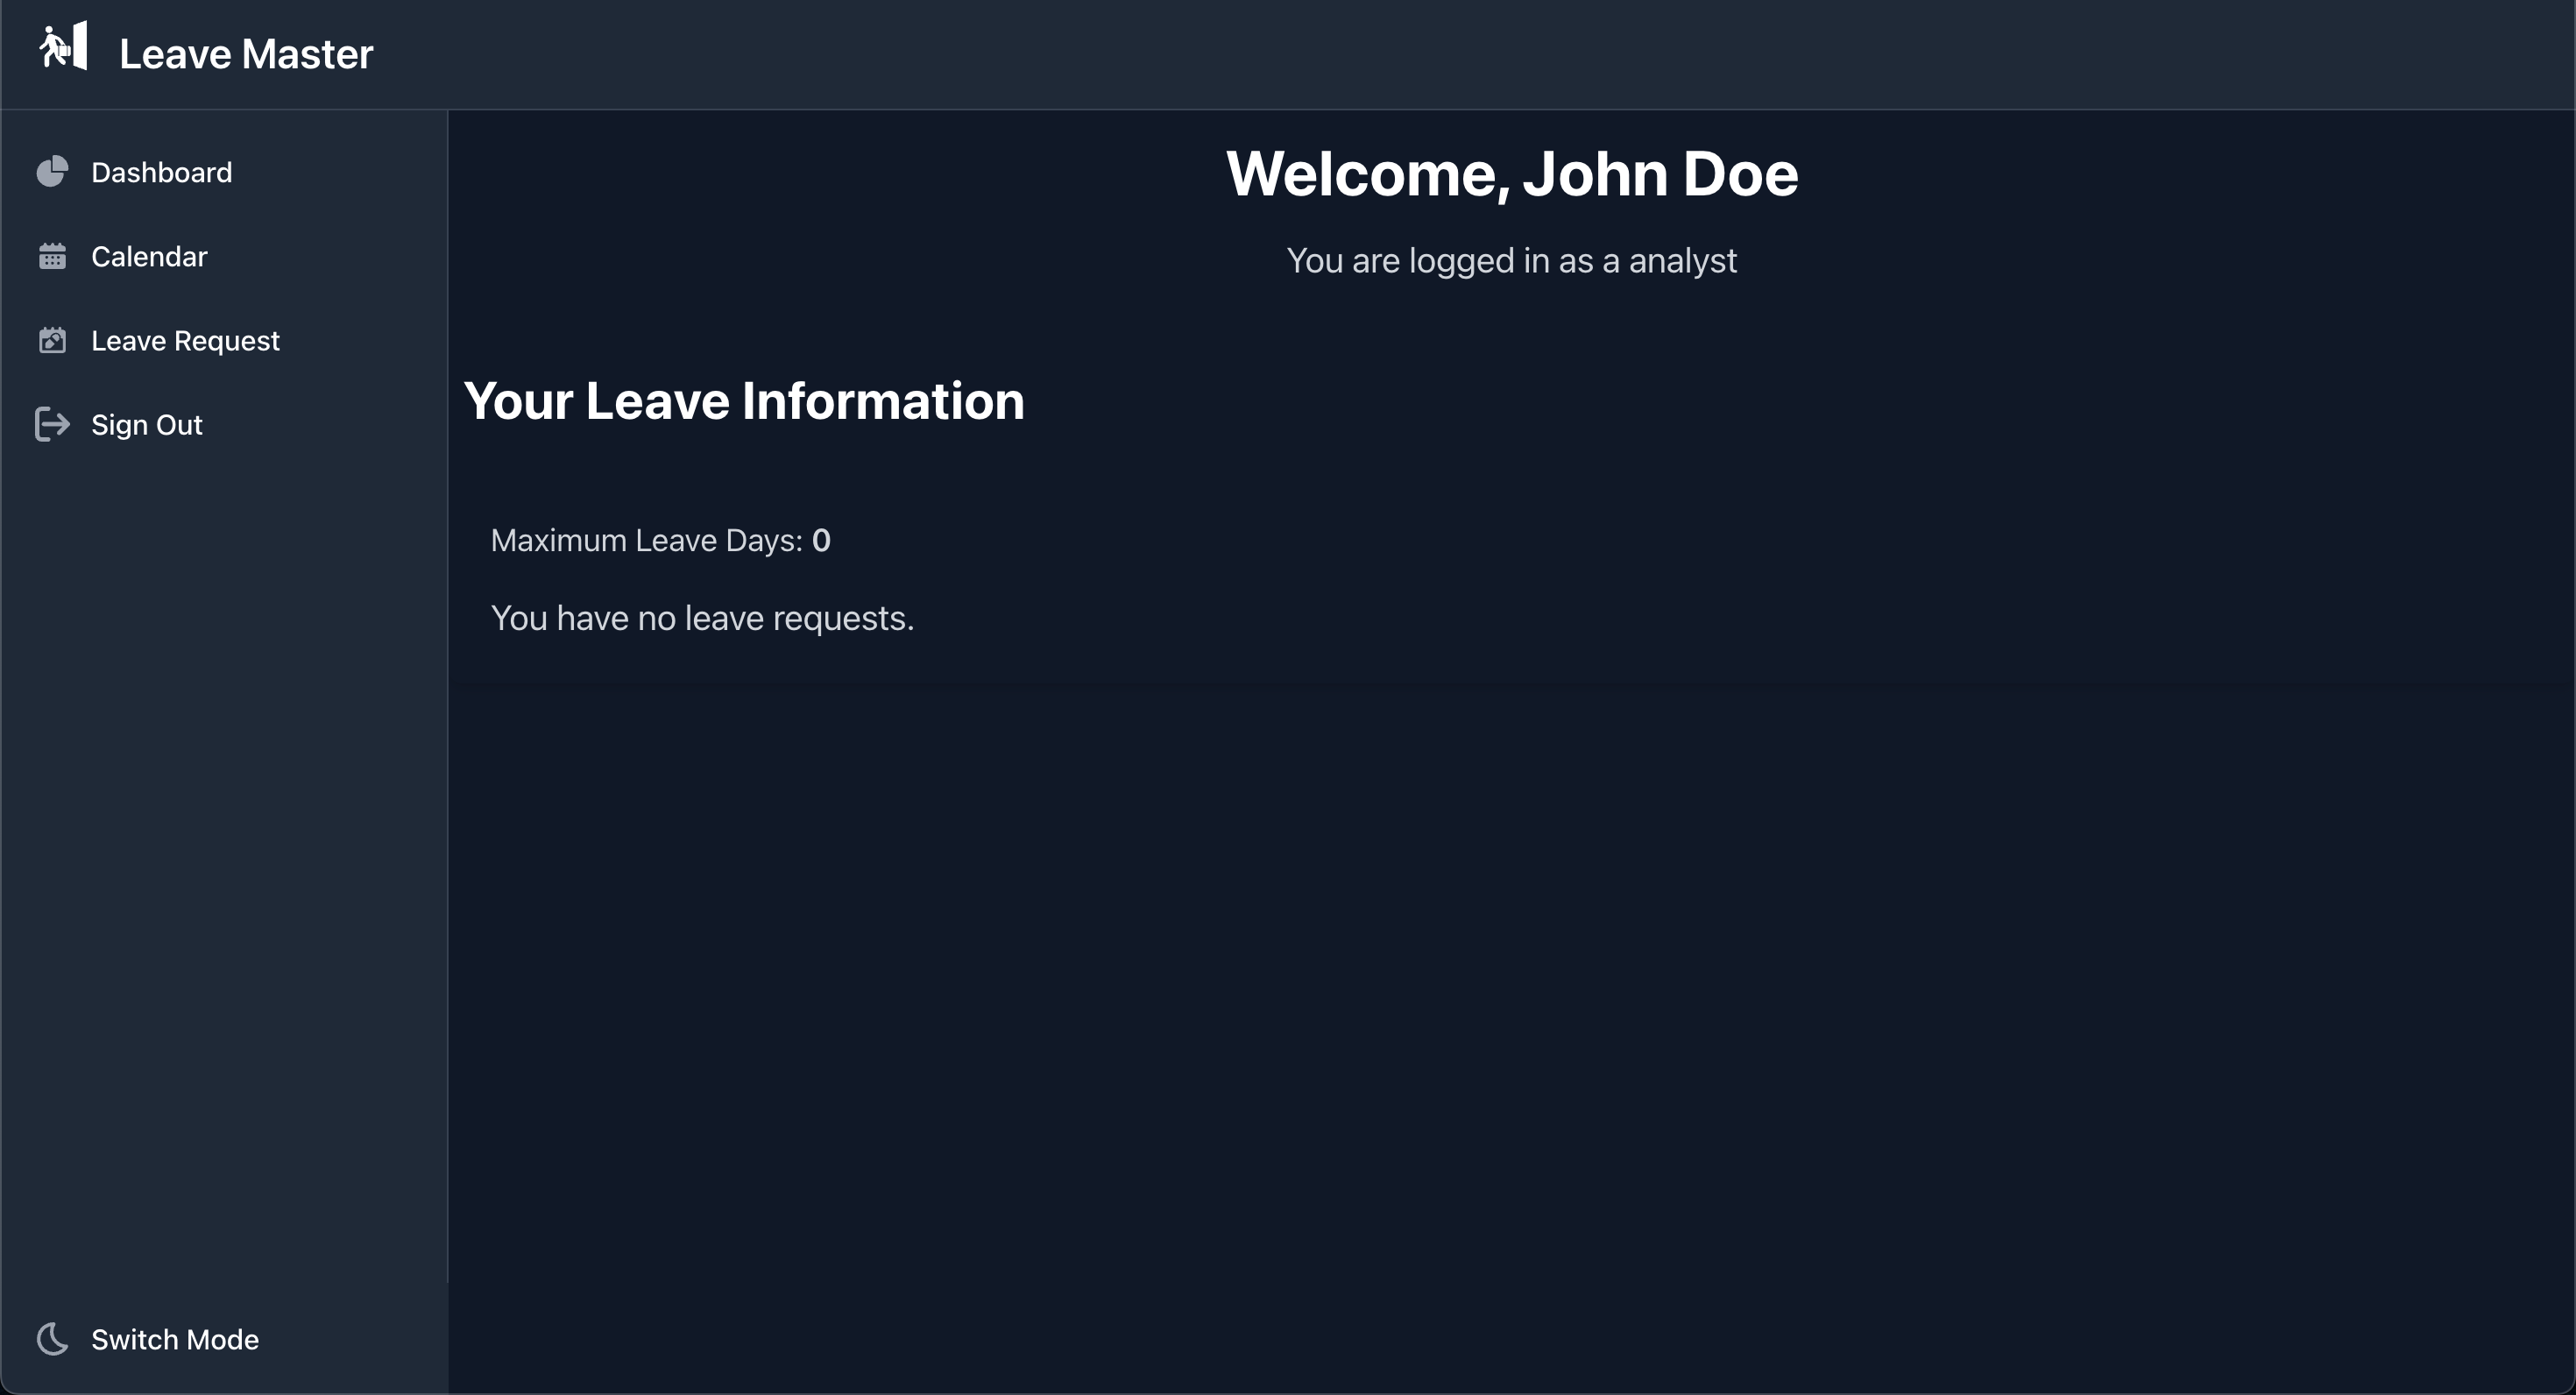 Leave Master
Dashboard
Calendar
Leave Request
Sign Out
Switch Mode
Welcome, John Doe
You are logged in as a analyst
Your Leave Information
Maximum Leave Days: 0
You have no leave requests.